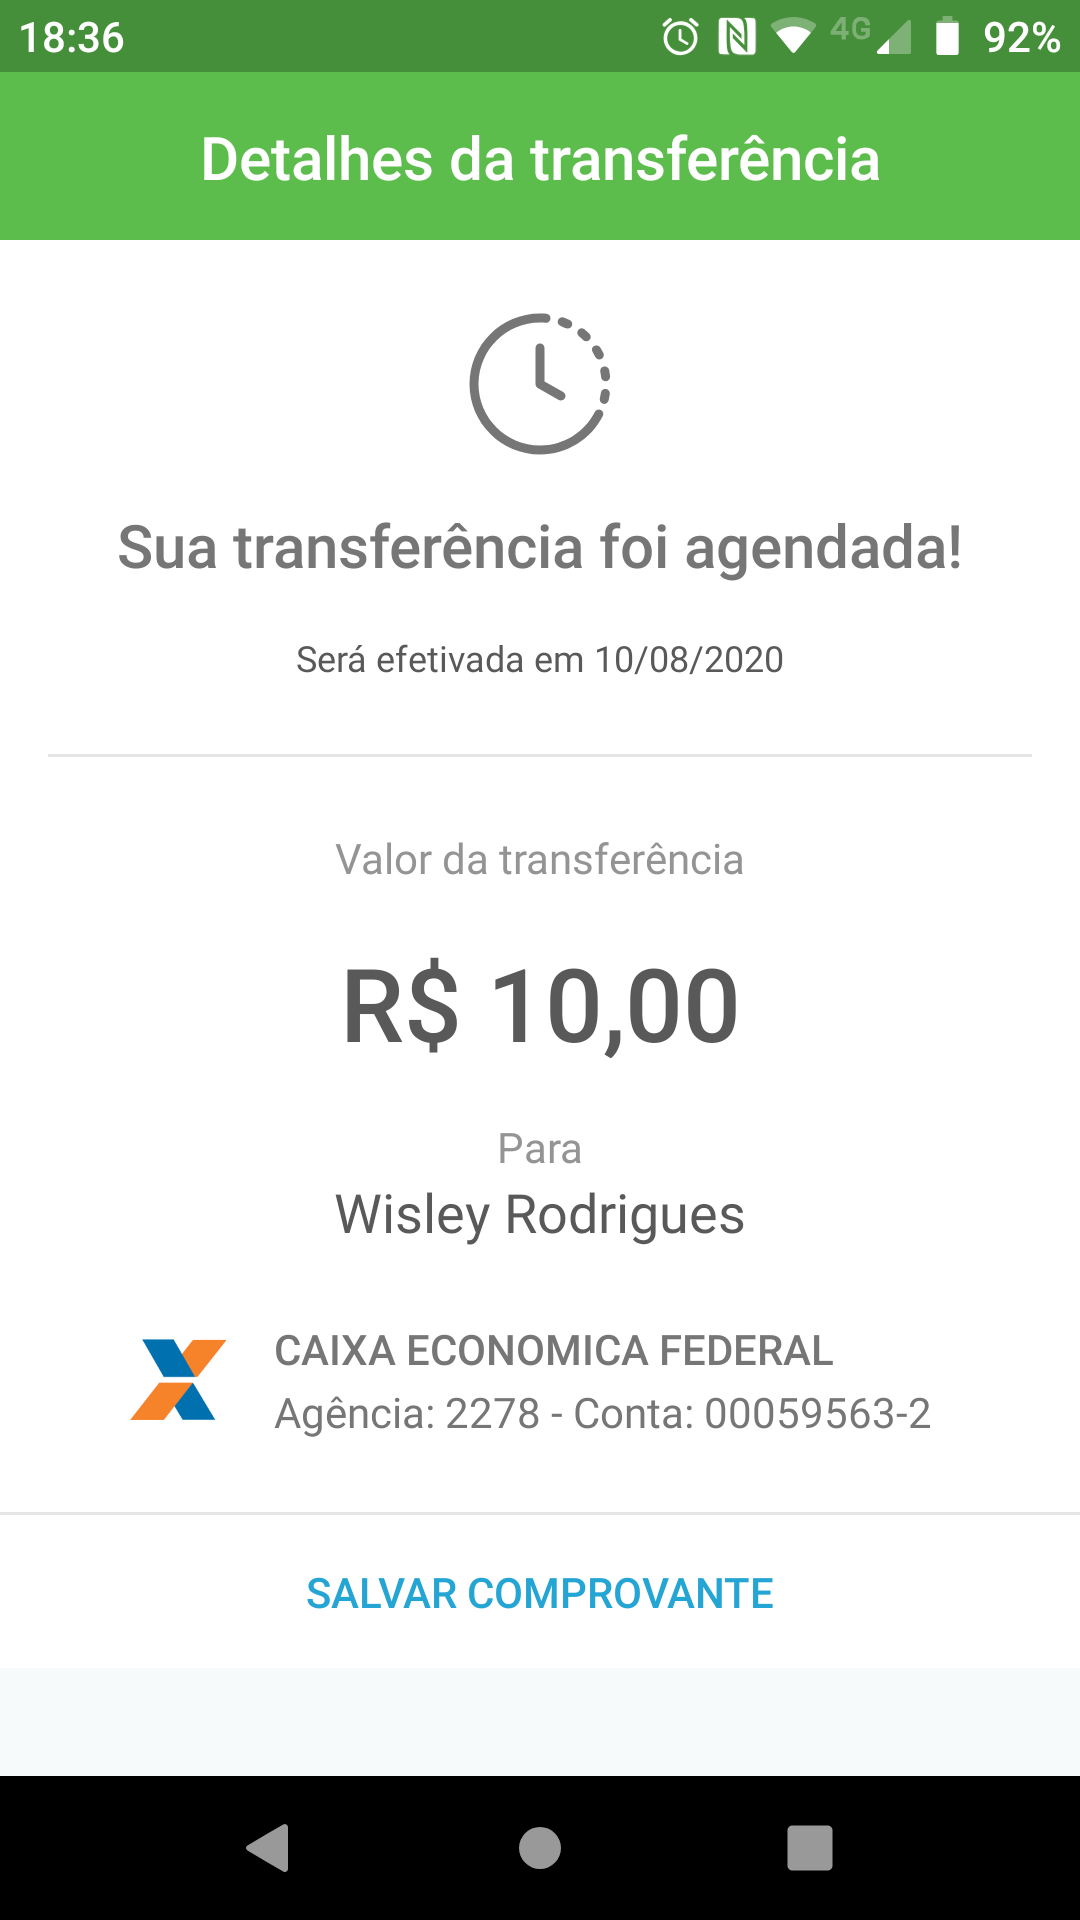 18:36 4G 92%
Detalhes da transferência
Sua transferência foi agendada!
Será efetivada em 10/08/2020
Valor da transferência
R$ 10,00
Para
Wisley Rodrigues
CAIXA ECONOMICA FEDERAL
Agência: 2278 - Conta: 00059563-2
SALVAR COMPROVANTE